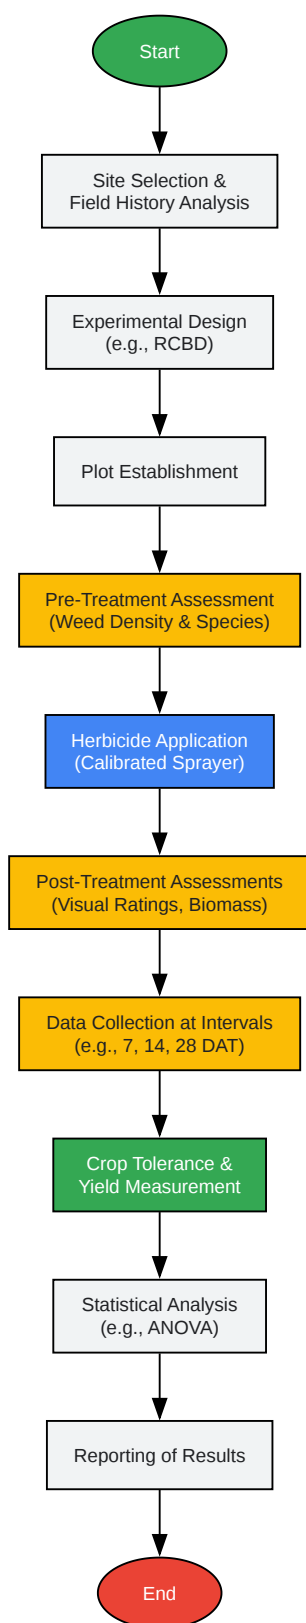 Start
Site Selection &
Field History Analysis
Experimental Design
(e.g., RCBD)
Plot Establishment
Pre-Treatment Assessment
(Weed Density & Species)
Herbicide Application
(Calibrated Sprayer)
Post-Treatment Assessments
(Visual Ratings, Biomass)
Data Collection at Intervals
(e.g., 7, 14, 28 DAT)
Crop Tolerance &
Yield Measurement
Statistical Analysis
(e.g., ANOVA)
Reporting of Results
End